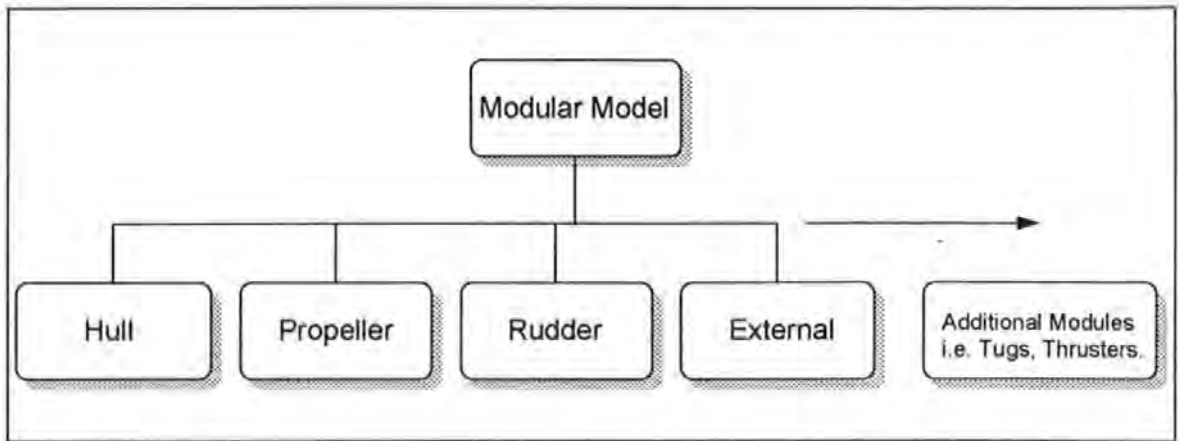 Modular Model
Hull
Propeller
Rudder
External
Additional Modules
i.e. Tugs, Thrusters.